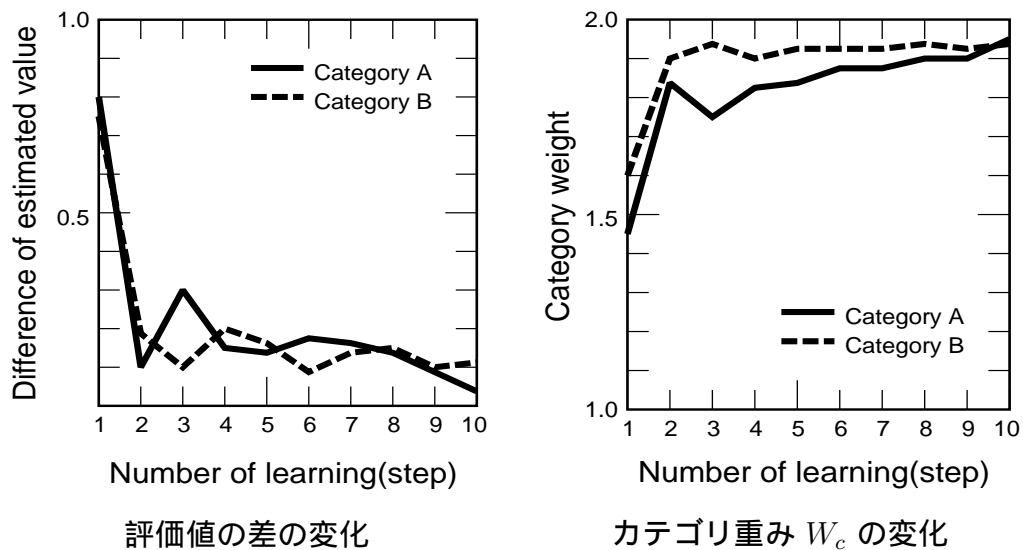 1.0
0.5
Difference of estimated value
Category A
Category B
1 2 3 4 5 6 7 8 9 10
Number of learning(step)
評価値の差の変化
2.0
1.5
1.0
Category weight
Category A
Category B
1 2 3 4 5 6 7 8 9 10
Number of learning(step)
カテゴリ重み W_c の変化